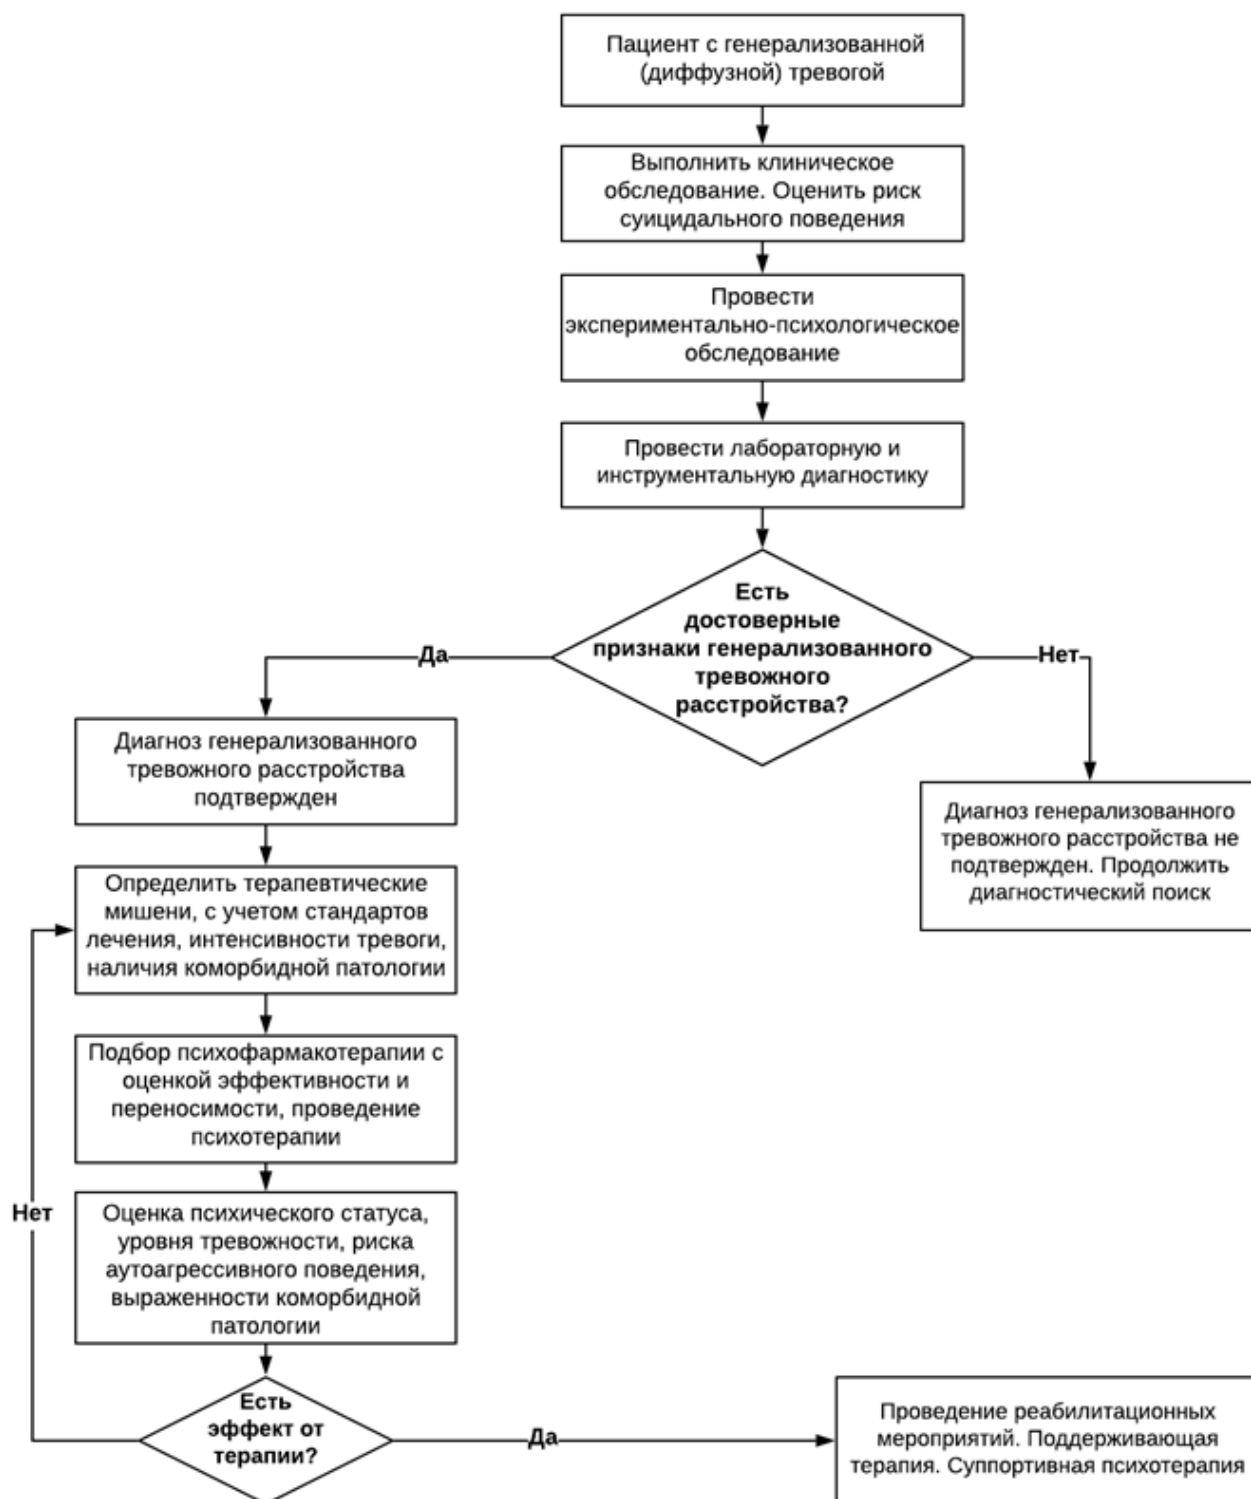 Пациент с генерализованной
(диффузной) тревогой
Выполнить клиническое
обследование. Оценить риск
суицидального поведения
Провести
экспериментально-психологическое
обследование
Провести лабораторную и
инструментальную диагностику
Есть
достоверные
признаки генерализованного
тревожного
расстройства?
Да
Нет
Диагноз генерализованного
тревожного расстройства
подтвержден
Диагноз генерализованного
тревожного расстройства не
подтвержден. Продолжить
диагностический поиск
Определить терапевтические
мишени, с учетом стандартов
лечения, интенсивности тревоги,
наличия коморбидной патологии
Подбор психофармакотерапии с
оценкой эффективности и
переносимости, проведение
психотерапии
Нет
Оценка психического статуса,
уровня тревожности, риска
аутоагрессивного поведения,
выраженности коморбидной
патологии
Есть
эффект от
терапии?
Да
Проведение реабилитационных
мероприятий. Поддерживающая
терапия. Суппортивная психотерапия